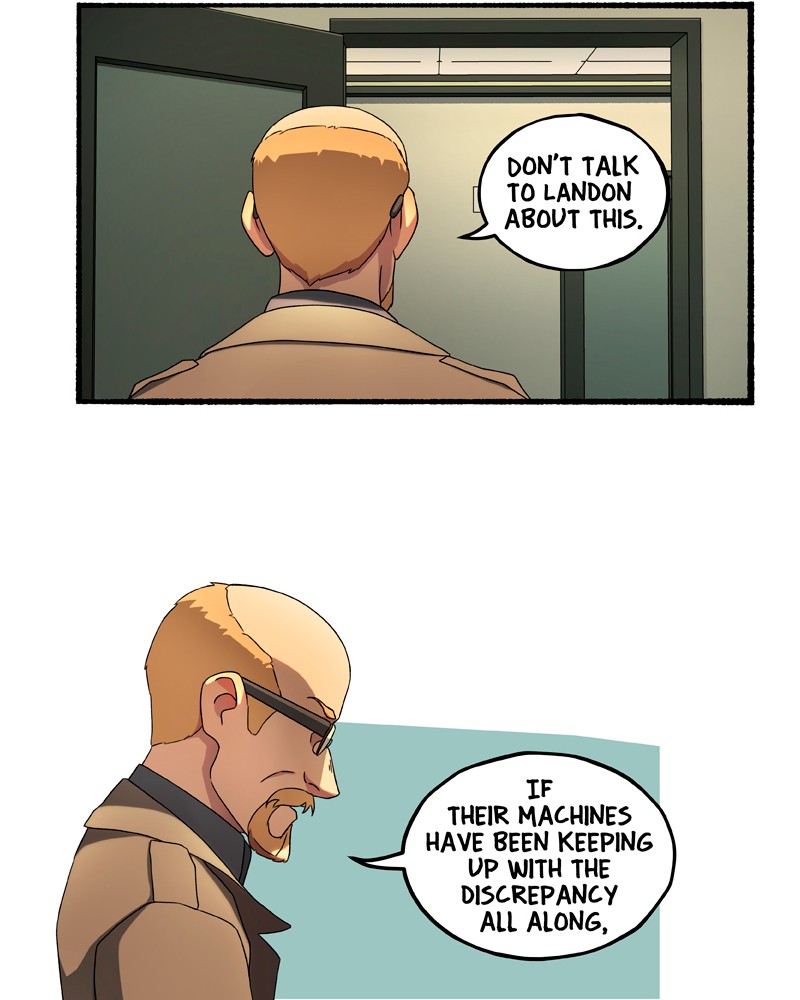 DON'T TALK
TO LANDON
ABOUT THIS.
IF
THEIR MACHINES
HAVE BEEN KEEPING
UP WITH THE
DISCREPANCY
ALL ALONG,